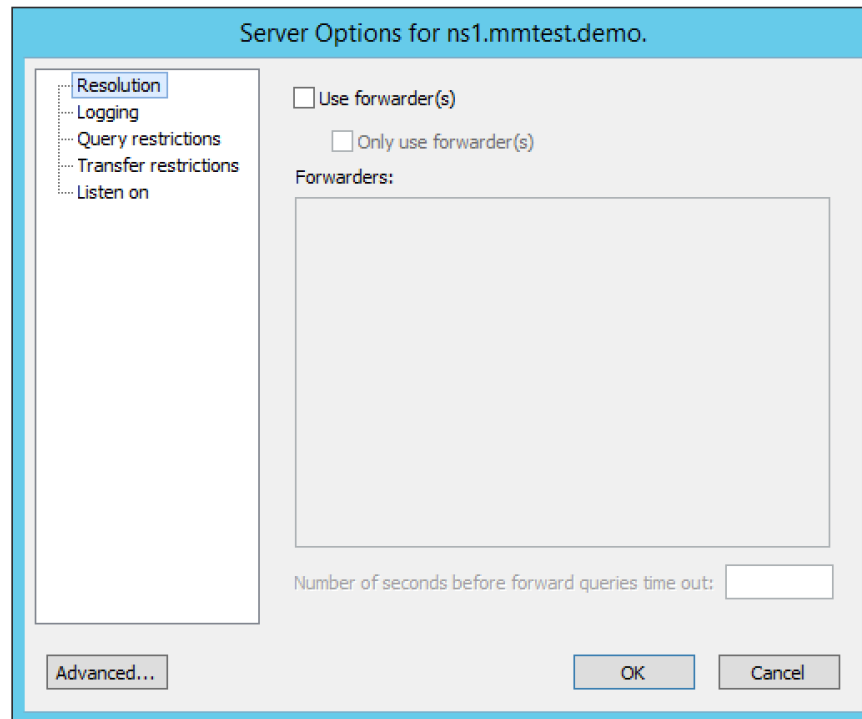 Server Options for ns1.mmtest.demo.
Resolution
Logging
Query restrictions
Transfer restrictions
Listen on
Use forwarder(s)
Only use forwarder(s)
Forwarders:
Number of seconds before forward queries time out:
Advanced...
OK
Cancel